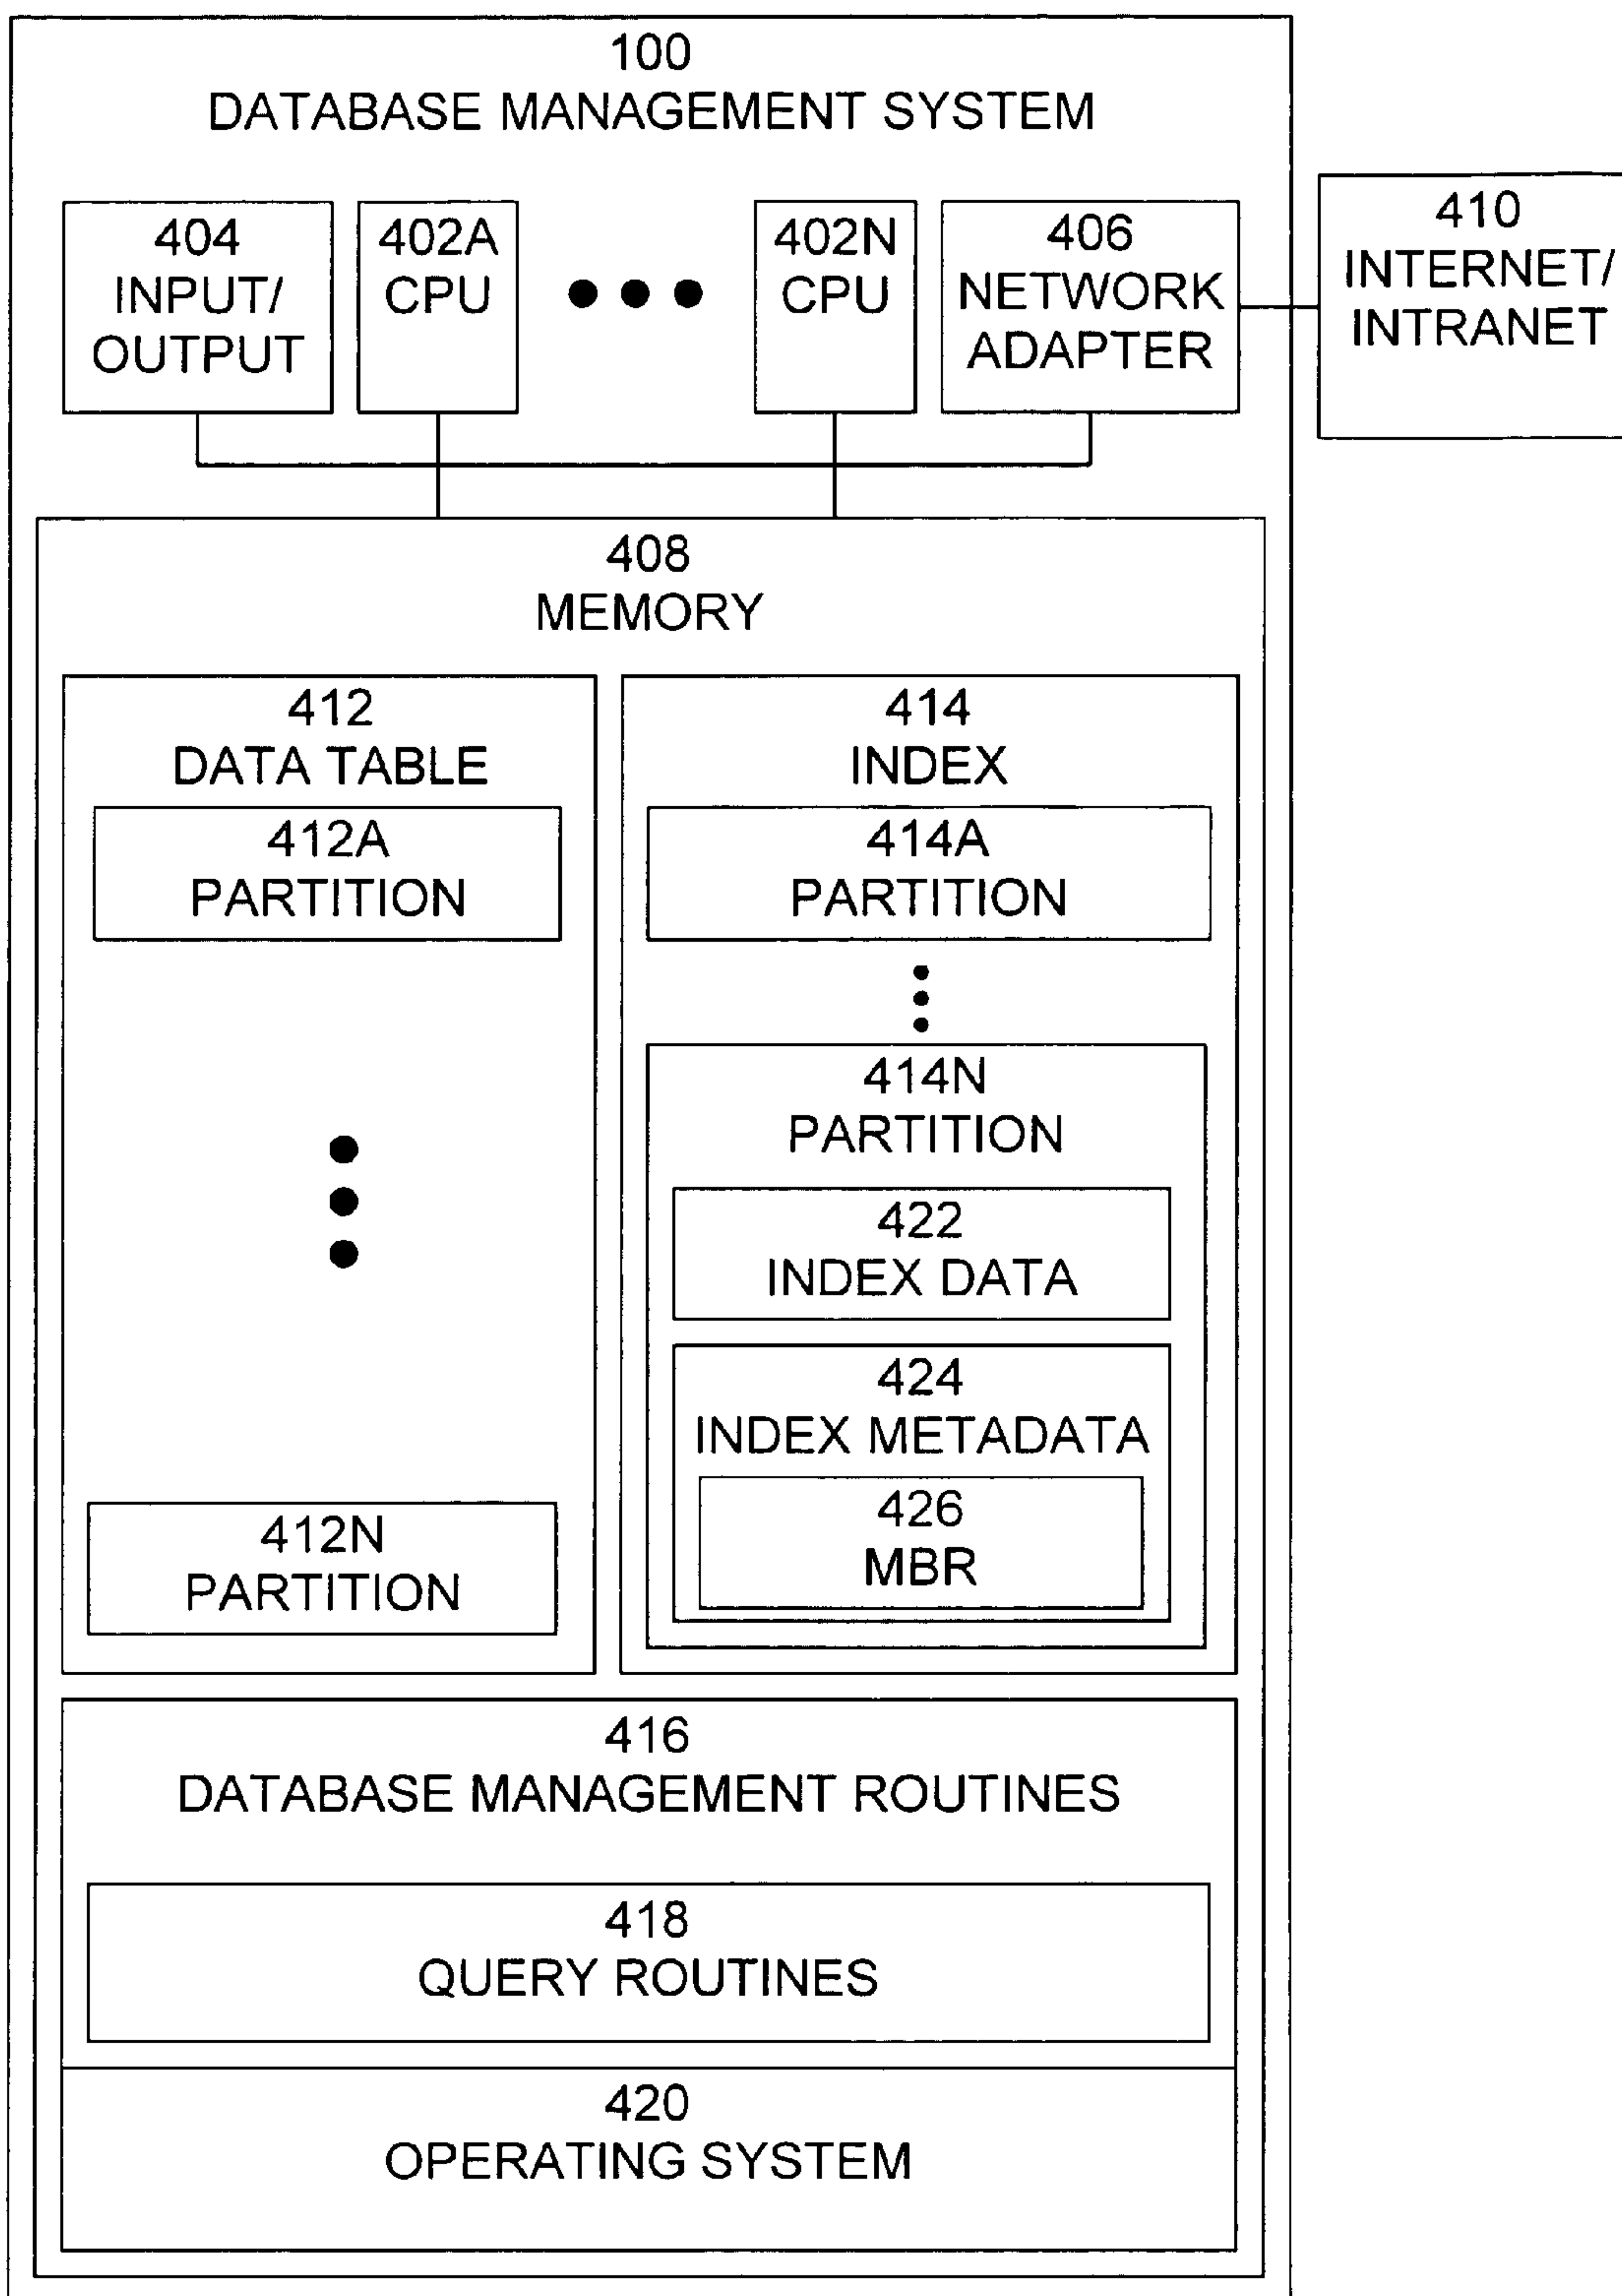 100
DATABASE MANAGEMENT SYSTEM
404
INPUT/
OUTPUT
402A
CPU
402N
CPU
406
NETWORK
ADAPTER
410
INTERNET/
INTRANET
408
MEMORY
412
DATA TABLE
412A
PARTITION
412N
PARTITION
414
INDEX
414A
PARTITION
414N
PARTITION
422
INDEX DATA
424
INDEX METADATA
426
MBR
416
DATABASE MANAGEMENT ROUTINES
418
QUERY ROUTINES
420
OPERATING SYSTEM